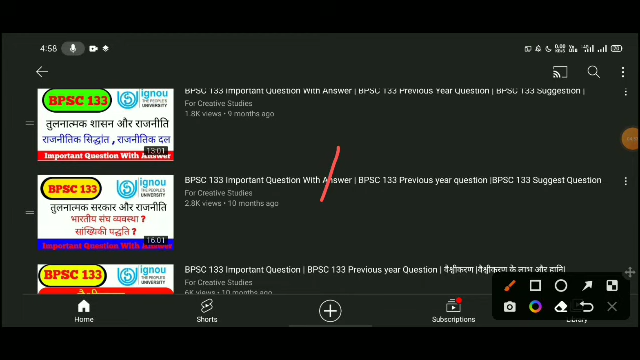 4:58
BPSC 133 Important Question With Answer | BPSC 133 Previous Year Question | BPSC 133 Suggestion |
For Creative Studies
1.8K views • 9 months ago
BPSC 133
ignou
THE PEOPLE'S
UNIVERSITY
तुलनात्मक शासन और राजनीति
राजनीतिक सिद्धांत , राजनीतिक दल
Important Question With Answer
13:01
BPSC 133 Important Question With Answer | BPSC 133 Previous year question |BPSC 133 Suggest Question
For Creative Studies
2.8K views • 10 months ago
BPSC 133
ignou
THE PEOPLE'S
UNIVERSITY
तुलनात्मक सरकार और राजनीति
भारतीय संघ व्यवस्था ?
सांख्यिकी पद्धति ?
Important Question With Answer
16:01
BPSC 133 Important Question | BPSC 133 Previous year Question | वैश्वीकरण |वैश्वीकरण के लाभ और हानि|
For Creative Studies
6K views • 10 months ago
BPSC 133
ignou
THE PEOPLE'S
UNIVERSITY
Home
Shorts
Subscriptions
Library